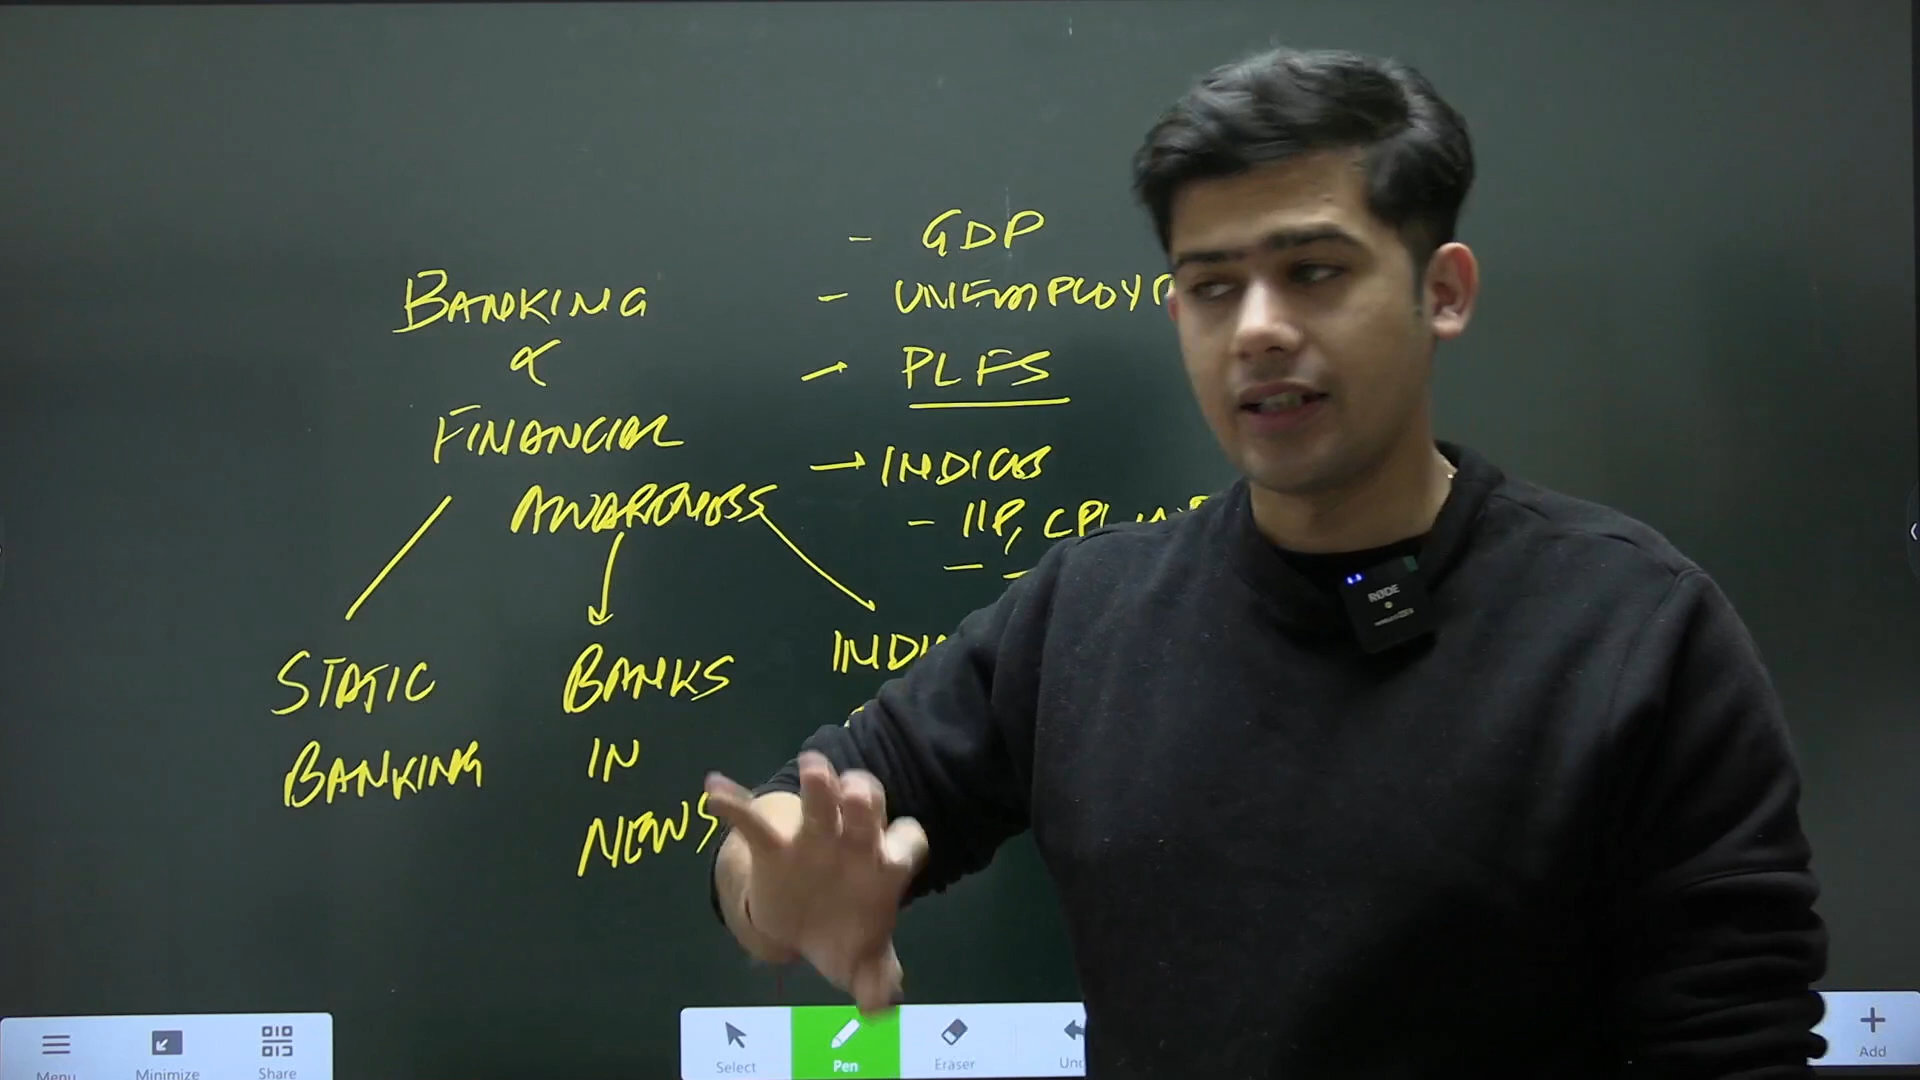 BANKING
&
FINANCIAL
AWARENESS
STATIC
BANKING
BANKS
IN
NEWS
- GDP
-
→ PLFS
→ INDICES
- IIP, CPI
RØDE
Menu
Minimize
Share
Select
Pen
Eraser
Add